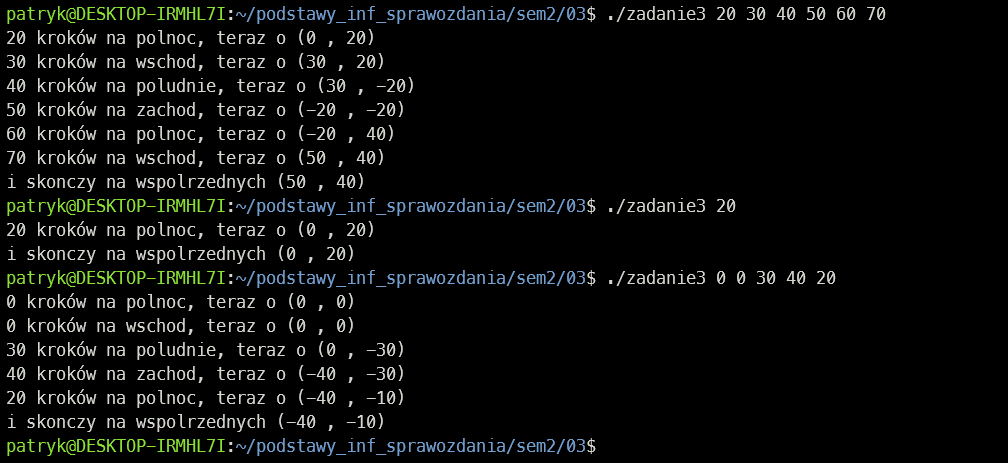 patryk@DESKTOP-IRMHL7I:~/podstawy_inf_sprawozdania/sem2/03$ ./zadanie3 20 30 40 50 60 70
20 kroków na polnoc, teraz o (0 , 20)
30 kroków na wschod, teraz o (30 , 20)
40 kroków na poludnie, teraz o (30 , -20)
50 kroków na zachod, teraz o (-20 , -20)
60 kroków na polnoc, teraz o (-20 , 40)
70 kroków na wschod, teraz o (50 , 40)
i skonczy na wspolrzednych (50 , 40)
patryk@DESKTOP-IRMHL7I:~/podstawy_inf_sprawozdania/sem2/03$ ./zadanie3 20
20 kroków na polnoc, teraz o (0 , 20)
i skonczy na wspolrzednych (0 , 20)
patryk@DESKTOP-IRMHL7I:~/podstawy_inf_sprawozdania/sem2/03$ ./zadanie3 0 0 30 40 20
0 kroków na polnoc, teraz o (0 , 0)
0 kroków na wschod, teraz o (0 , 0)
30 kroków na poludnie, teraz o (0 , -30)
40 kroków na zachod, teraz o (-40 , -30)
20 kroków na polnoc, teraz o (-40 , -10)
i skonczy na wspolrzednych (-40 , -10)
patryk@DESKTOP-IRMHL7I:~/podstawy_inf_sprawozdania/sem2/03$